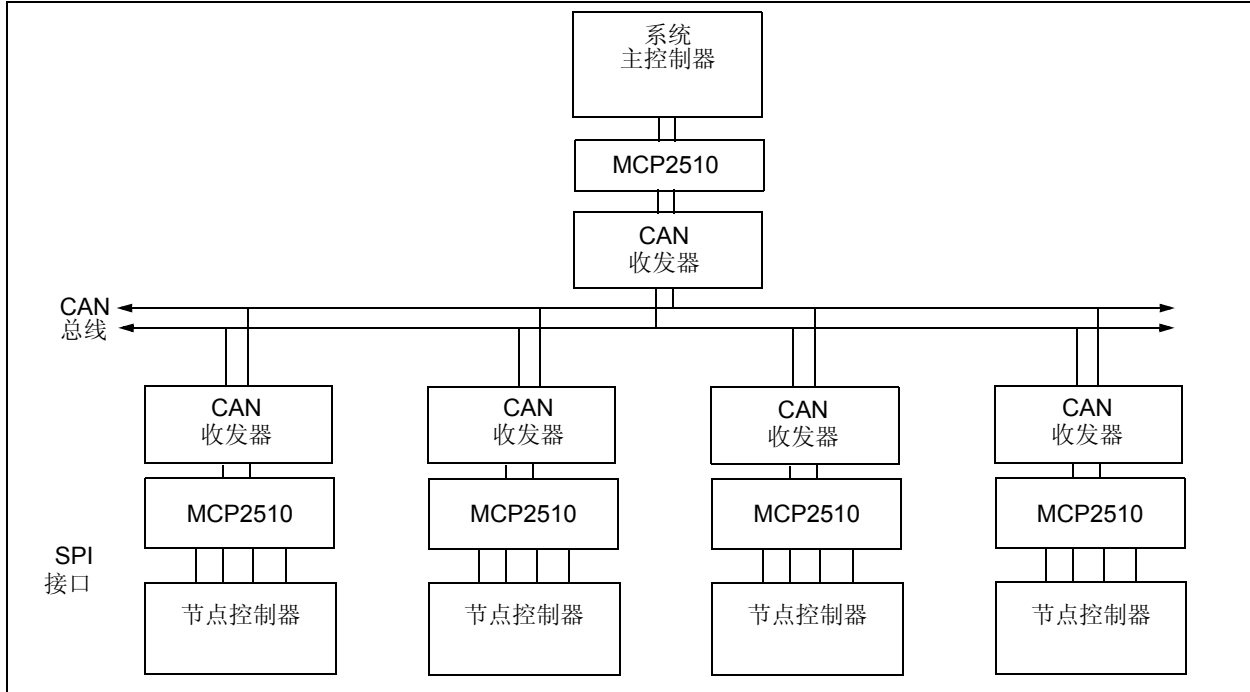 系统
主控制器
MCP2510
CAN
收发器
CAN
总线
CAN
收发器
CAN
收发器
CAN
收发器
CAN
收发器
MCP2510
MCP2510
MCP2510
MCP2510
SPI
接口
节点控制器
节点控制器
节点控制器
节点控制器